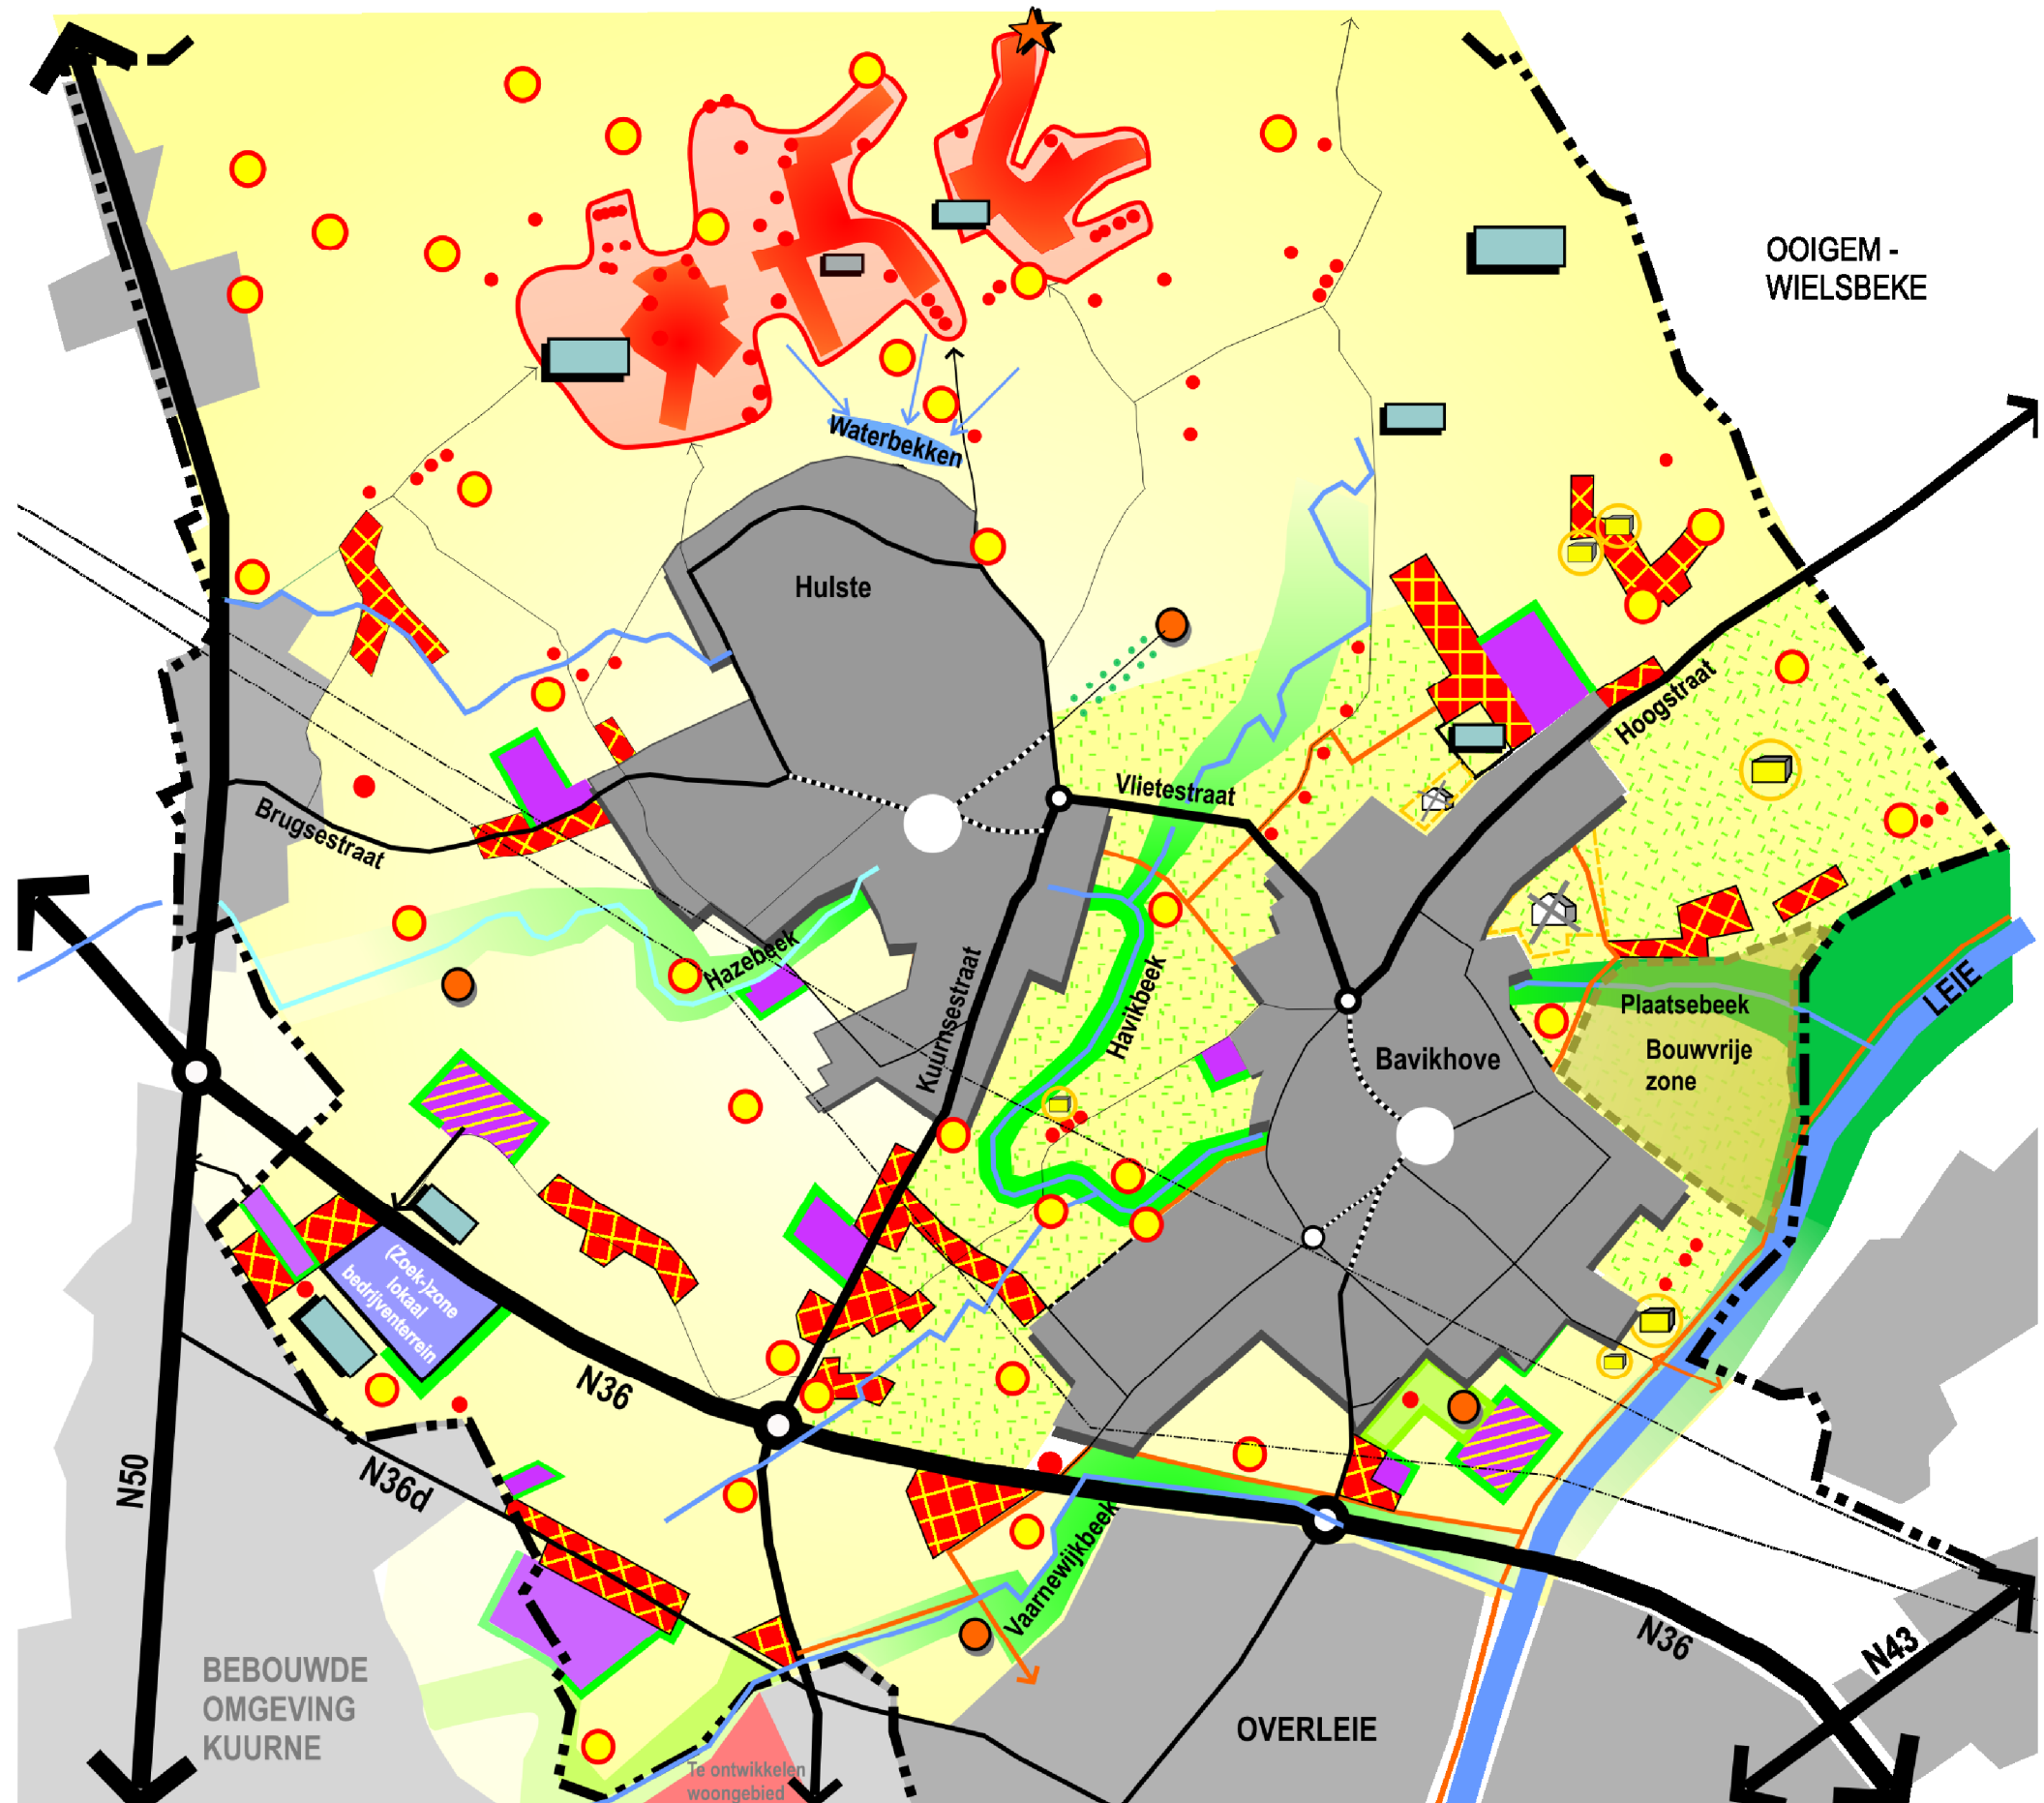 OOIGEM -
WIELSBEKE
Waterbekken
Hulste
Hoogstraat
Vlietestraat
Brugsestraat
Hazebeek
Kuurnsestraat
Havikbeek
LEIE
Plaatsebeek
Bavikhove
Bouwvrije
zone
(Zoek-)zone
lokaal
bedrijventerrein
N36
N50
N36d
Vaarnewijkbeek
N36
N43
BEBOUWDE
OMGEVING
KUURNE
OVERLEIE
Te ontwikkelen
woongebied